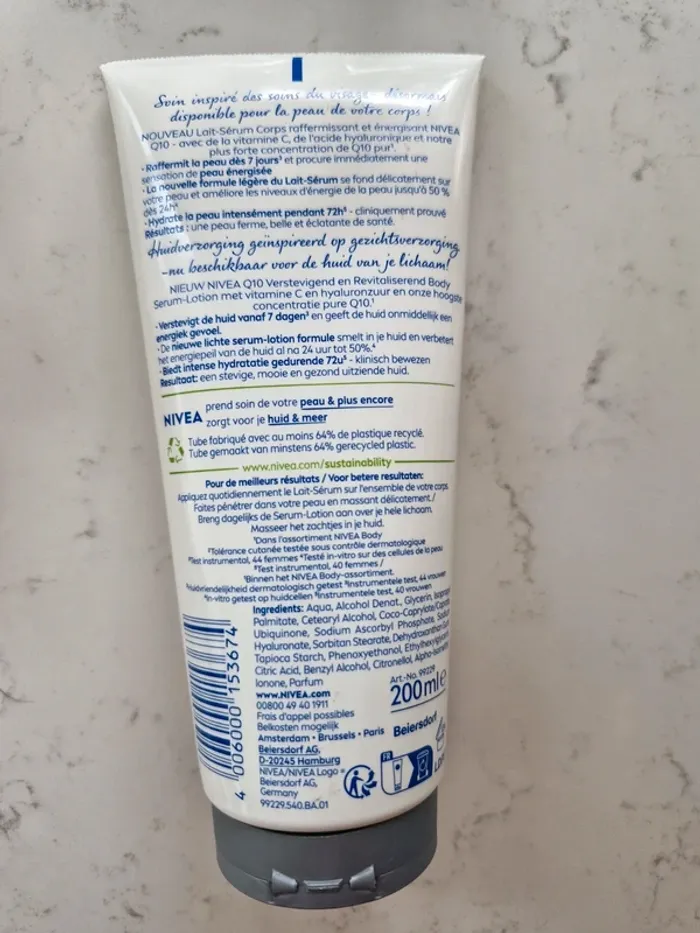 Soin inspiré des soins du visage désormais
disponible pour la peau de votre corps !
NOUVEAU Lait-Sérum Corps raffermissant et énergisant NIVEA
Q10 - avec de la vitamine C, de l'acide hyaluronique et notre
plus forte concentration de Q10 pur¹.
• Raffermit la peau dès 7 jours³ et procure immédiatement une
sensation de peau énergisée
• La nouvelle formule légère du Lait-Sérum se fond délicatement sur
votre peau et améliore les niveaux d'énergie de la peau jusqu'à 50 %
dès 24h⁴
• Hydrate la peau intensément pendant 72h⁵ - cliniquement prouvé
Résultats : une peau ferme, belle et éclatante de santé.
Huidverzorging geïnspireerd op gezichtsverzorging
-nu beschikbaar voor de huid van je lichaam!
NIEUW NIVEA Q10 Verstevigend en Revitaliserend Body
Serum-Lotion met vitamine C en hyaluronzuur en onze hoogste
concentratie pure Q10.¹
• Verstevigt de huid vanaf 7 dagen³ en geeft de huid onmiddellijk een
energiek gevoel.
• De nieuwe lichte serum-lotion formule smelt in je huid en verbetert
het energiepeil van de huid al na 24 uur tot 50%.⁴
• Biedt intense hydratatie gedurende 72u⁵ - klinisch bewezen
Resultaat: een stevige, mooie en gezond uitziende huid.
NIVEA prend soin de votre peau & plus encore
zorgt voor je huid & meer
Tube fabriqué avec au moins 64% de plastique recyclé.
Tube gemaakt van minstens 64% gerecycled plastic.
www.nivea.com/sustainability
Pour de meilleurs résultats / Voor betere resultaten:
Appliquez quotidiennement le Lait-Sérum sur l'ensemble de votre corps.
Faites pénétrer dans votre peau en massant délicatement. /
Breng dagelijks de Serum-Lotion aan over je hele lichaam.
Masseer het zachtjes in je huid.
¹Dans l'assortiment NIVEA Body
²Tolérance cutanée testée sous contrôle dermatologique
³Test instrumental, 44 femmes ⁴Testé in-vitro sur des cellules de la peau
⁵Test instrumental, 40 femmes /
¹Binnen het NIVEA Body-assortiment.
²Huidvriendelijkheid dermatologisch getest ³Instrumentele test, 44 vrouwen
⁴In-vitro getest op huidcellen ⁵Instrumentele test, 40 vrouwen
Ingredients: Aqua, Alcohol Denat., Glycerin,
Palmitate, Cetearyl Alcohol, Coco-Caprylate/
Ubiquinone, Sodium Ascorbyl Phosphate,
Hyaluronate, Sorbitan Stearate,
Tapioca Starch, Phenoxyethanol,
Citric Acid, Benzyl Alcohol, Citronellol,
Ionone, Parfum
www.NIVEA.com
00800 49 40 1911
Frais d'appel possibles
Belkosten mogelijk
Amsterdam • Brussels • Paris
Beiersdorf AG,
D-20245 Hamburg
NIVEA/NIVEA Logo =
Beiersdorf AG,
Germany
99229.540.BA.01
Art.-No. 99229
200ml e
Beiersdorf
FR
4 006000 153674